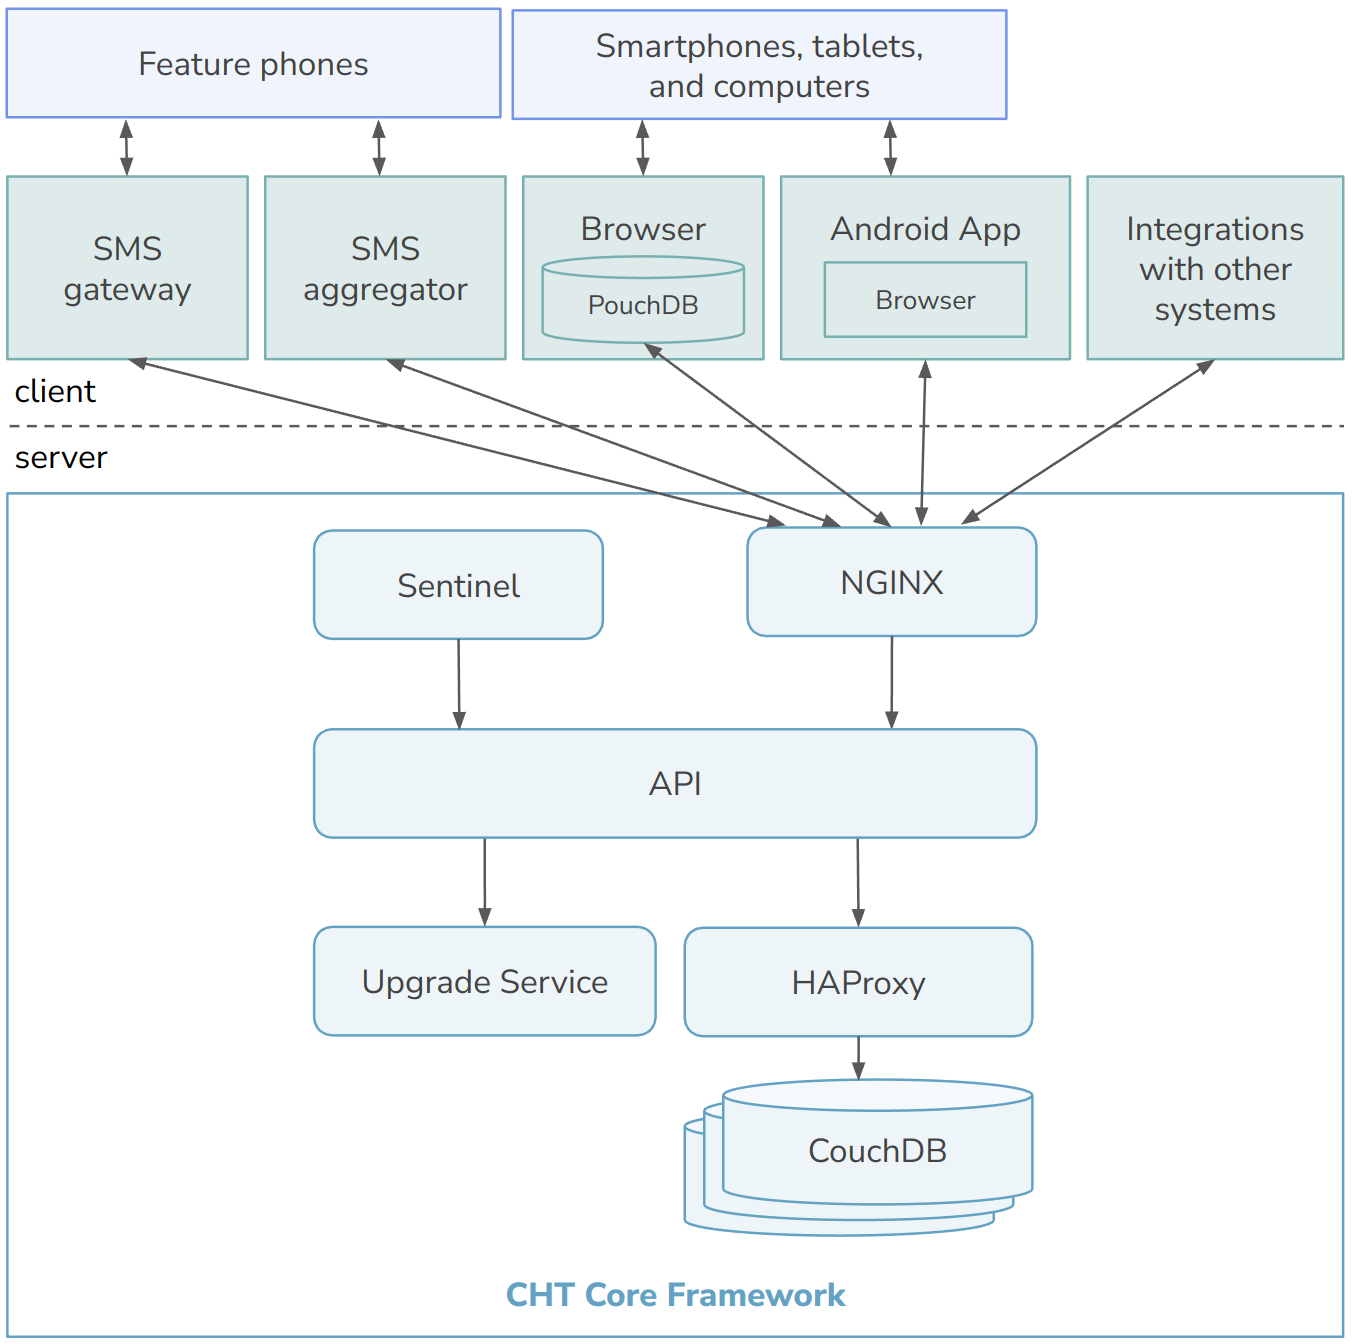 Feature phones
Smartphones, tablets,
and computers
SMS
gateway
SMS
aggregator
Browser
PouchDB
Android App
Browser
Integrations
with other
systems
client
server
Sentinel
NGINX
API
Upgrade Service
HAProxy
CouchDB
CHT Core Framework